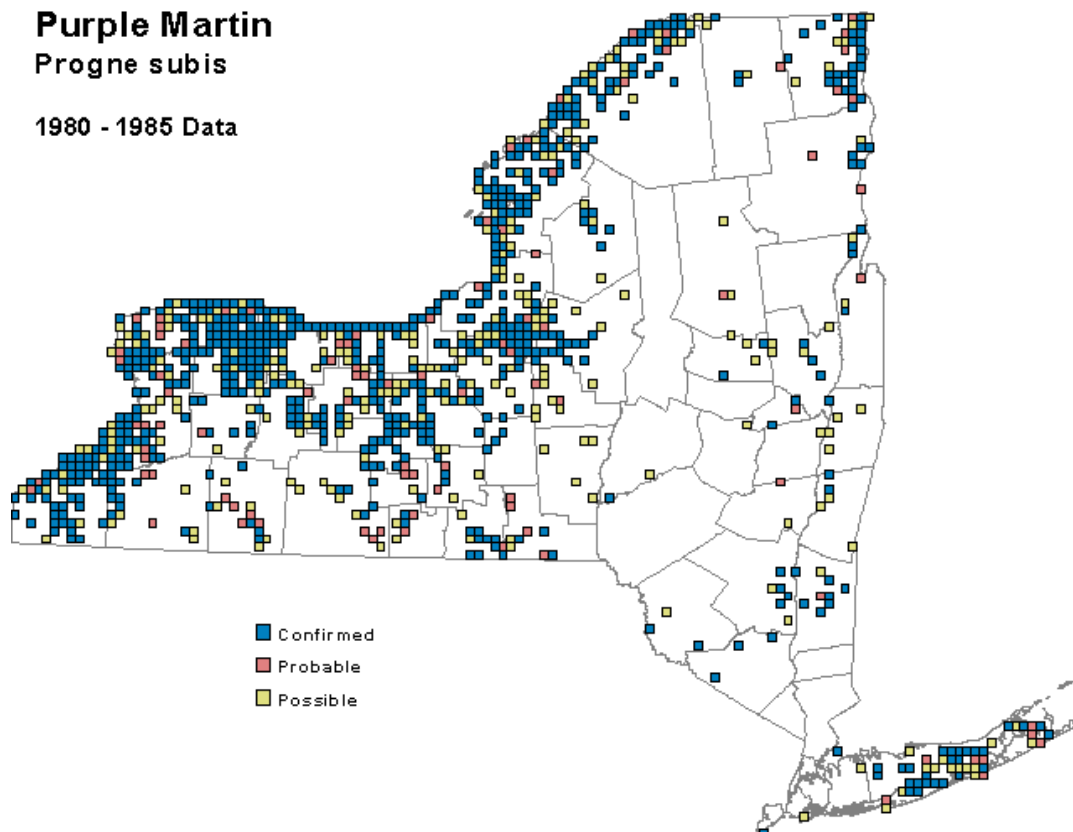 Purple Martin
Progne subis
1980 - 1985 Data
Confirmed
Probable
Possible